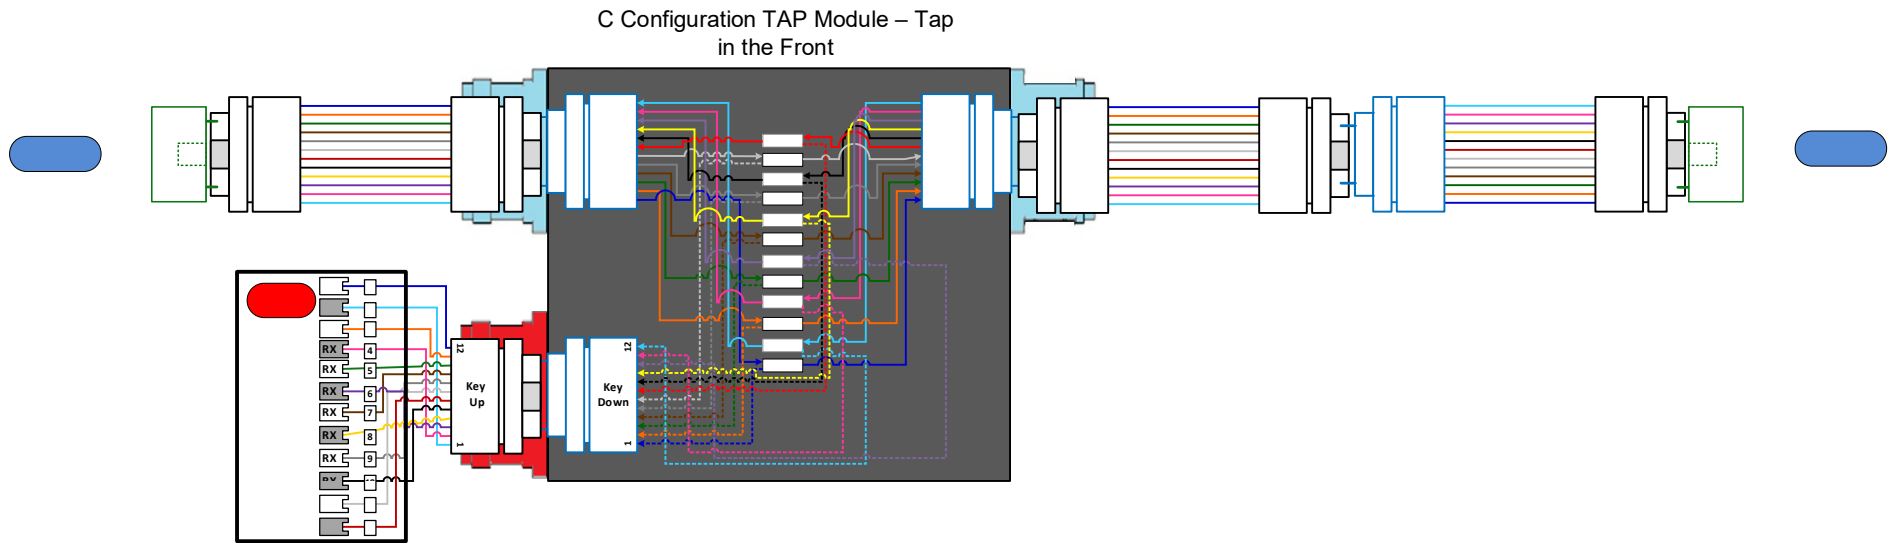 C Configuration TAP Module – Tap
in the Front
RX 4
RX 5
RX 6
RX 7
RX 8
RX 9
12
Key
Up
1
12
Key
Down
1